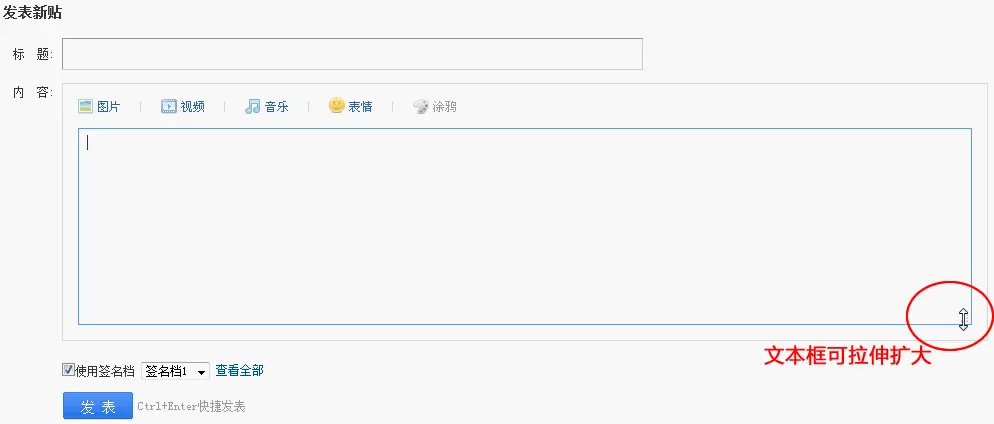 发表新贴
标 题:
内 容:
图片 视频 音乐 表情 涂鸦
文本框可拉伸扩大
使用签名档 签名档1 查看全部
发 表 Ctrl+Enter快捷发表